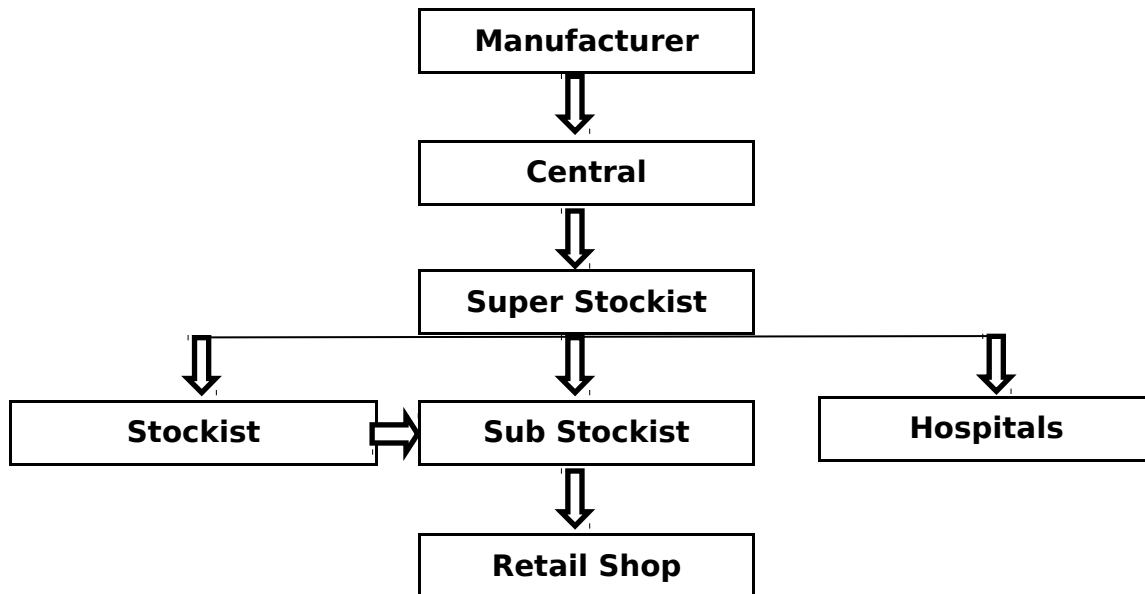 Manufacturer
Central
Super Stockist
Stockist
Sub Stockist
Hospitals
Retail Shop